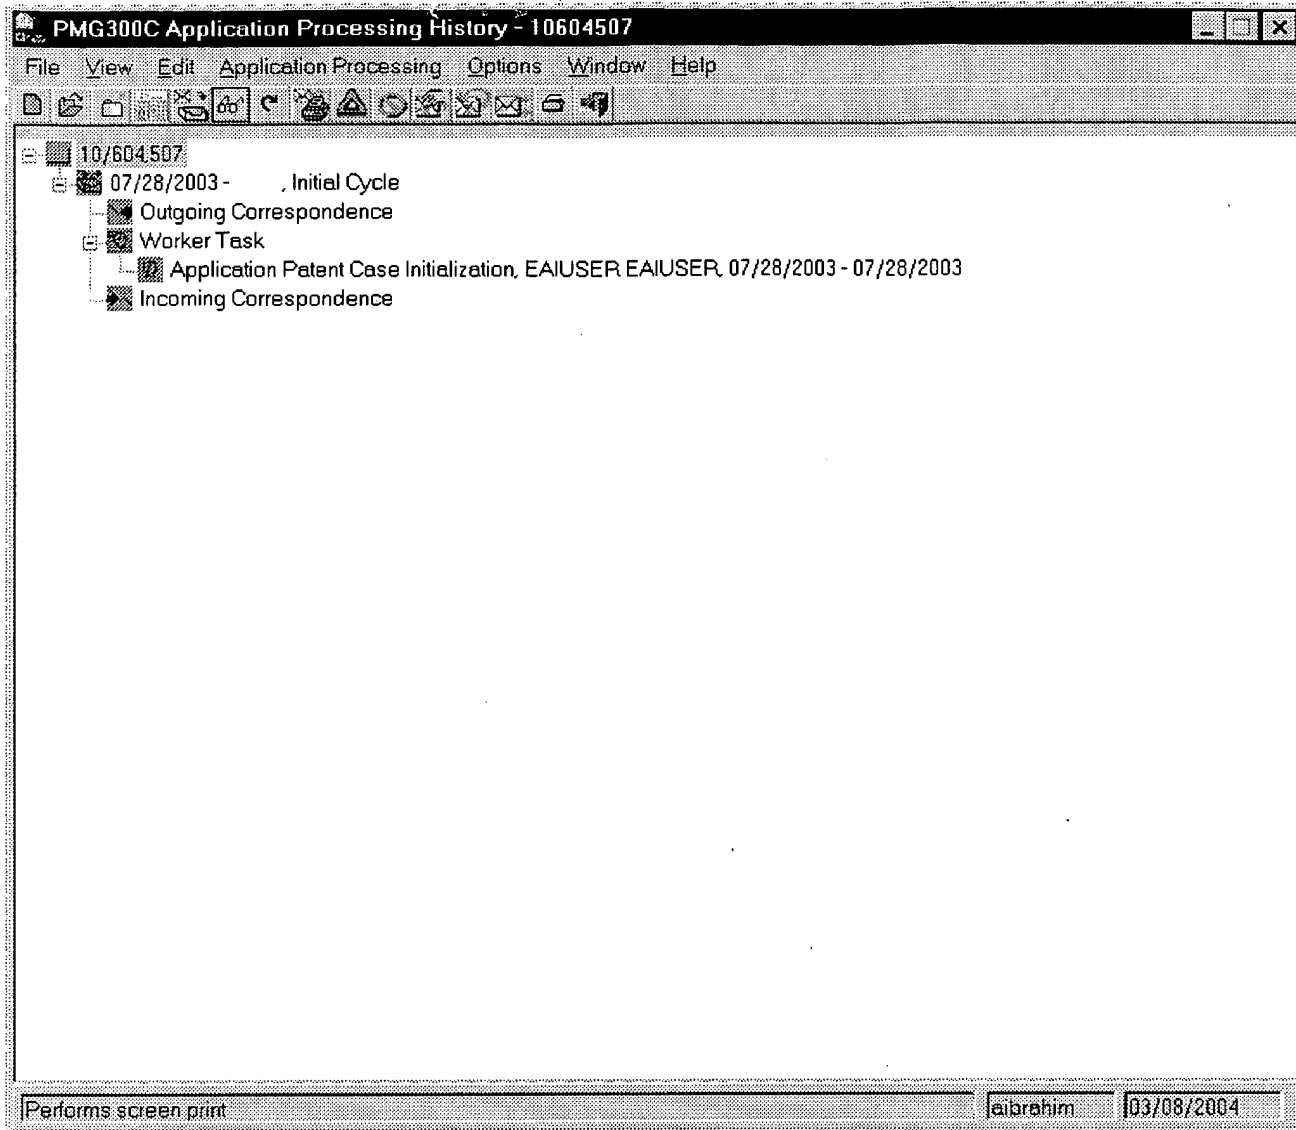 PMG300C Application Processing History - 10604507
File View Edit Application Processing Options Window Help
10/604,507
07/28/2003 - , Initial Cycle
Outgoing Correspondence
Worker Task
Application Patent Case Initialization, EAIUSER EAIUSER, 07/28/2003 - 07/28/2003
Incoming Correspondence
Performs screen print aibrahim 03/08/2004